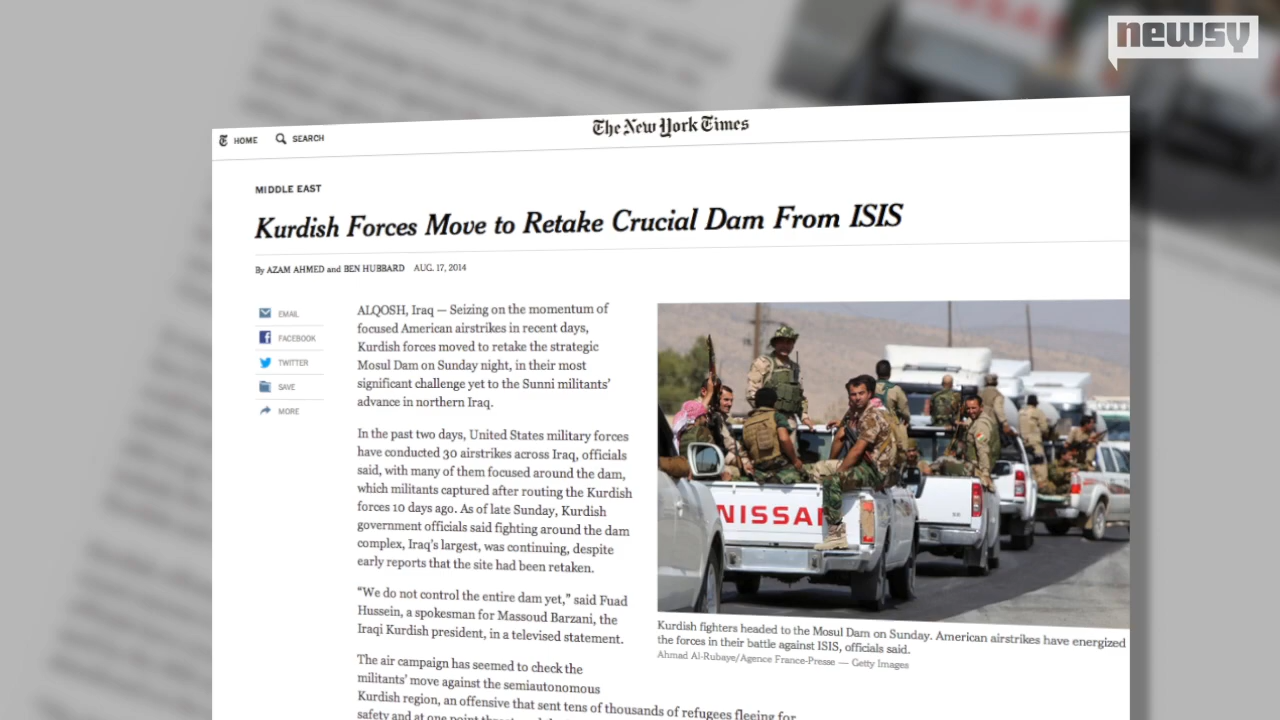 newsy
HOME
SEARCH
The New York Times
MIDDLE EAST
Kurdish Forces Move to Retake Crucial Dam From ISIS
By AZAM AHMED and BEN HUBBARD AUG. 17, 2014
EMAIL
FACEBOOK
TWITTER
SAVE
MORE
ALQOSH, Iraq — Seizing on the momentum of
focused American airstrikes in recent days,
Kurdish forces moved to retake the strategic
Mosul Dam on Sunday night, in their most
significant challenge yet to the Sunni militants’
advance in northern Iraq.
In the past two days, United States military forces
have conducted 30 airstrikes across Iraq, officials
said, with many of them focused around the dam,
which militants captured after routing the Kurdish
forces 10 days ago. As of late Sunday, Kurdish
government officials said fighting around the dam
complex, Iraq’s largest, was continuing, despite
early reports that the site had been retaken.
“We do not control the entire dam yet,” said Fuad
Hussein, a spokesman for Massoud Barzani, the
Iraqi Kurdish president, in a televised statement.
The air campaign has seemed to check the
militants’ move against the semiautonomous
Kurdish region, an offensive that sent tens of thousands of refugees fleeing for
safety and at one point
NISSA
Kurdish fighters headed to the Mosul Dam on Sunday. American airstrikes have energized
the forces in their battle against ISIS, officials said.
Ahmad Al-Rubaye/Agence France-Presse — Getty Images